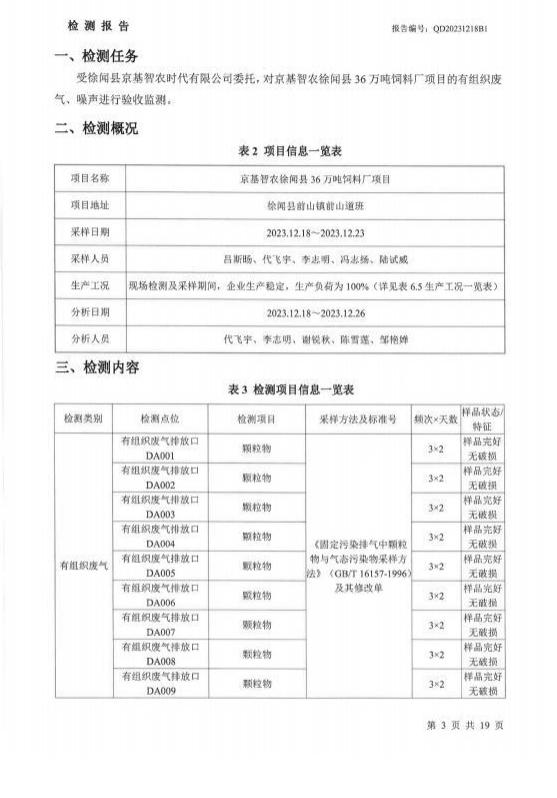 检测报告
报告编号：QD20231218B1
一、检测任务
受徐闻县京基智农时代有限公司委托，对京基智农徐闻县 36 万吨饲料厂项目的有组织废
气、噪声进行验收监测。
二、检测概况
表 2 项目信息一览表
项目名称 京基智农徐闻县 36 万吨饲料厂项目
项目地址 徐闻县前山镇前山道班
采样日期 2023.12.18～2023.12.23
采样人员 吕斯旸、代飞宇、李志明、冯志扬、陆试威
生产工况 现场检测及采样期间，企业生产稳定，生产负荷为 100%（详见表 6.5 生产工况一览表）
分析日期 2023.12.18～2023.12.26
分析人员 代飞宇、李志明、谢锐秋、陈雪莲、邹艳婵
三、检测内容
表 3 检测项目信息一览表
检测类别 检测点位 检测项目 采样方法及标准号 频次×天数 样品状态/
特征
有组织废气
有组织废气排放口
DA001
颗粒物
3×2
样品完好
无破损
有组织废气排放口
DA002
颗粒物
3×2
样品完好
无破损
有组织废气排放口
DA003
颗粒物
3×2
样品完好
无破损
有组织废气排放口
DA004
颗粒物
3×2
样品完好
无破损
有组织废气排放口
DA005
颗粒物
《固定污染排气中颗粒
物与气态污染物采样方
法》（GB/T 16157-1996）
及其修改单
3×2
样品完好
无破损
有组织废气排放口
DA006
颗粒物
3×2
样品完好
无破损
有组织废气排放口
DA007
颗粒物
3×2
样品完好
无破损
有组织废气排放口
DA008
颗粒物
3×2
样品完好
无破损
有组织废气排放口
DA009
颗粒物
3×2
样品完好
无破损
第 3 页 共 19 页